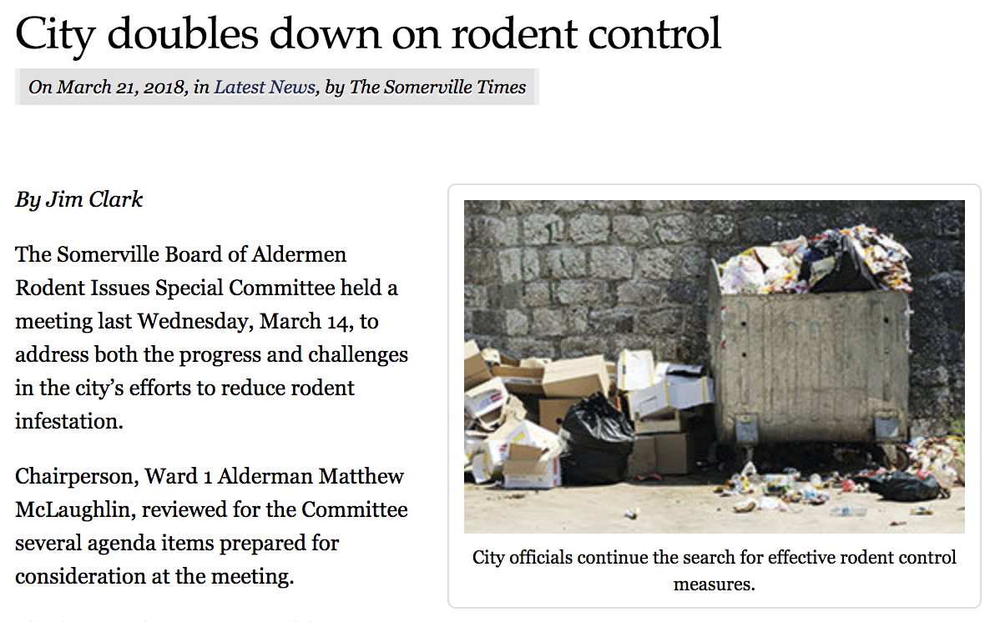 City doubles down on rodent control
On March 21, 2018, in Latest News, by The Somerville Times
By Jim Clark
The Somerville Board of Aldermen
Rodent Issues Special Committee held a
meeting last Wednesday, March 14, to
address both the progress and challenges
in the city’s efforts to reduce rodent
infestation.
Chairperson, Ward 1 Alderman Matthew
McLaughlin, reviewed for the Committee
several agenda items prepared for
consideration at the meeting.
City officials continue the search for effective rodent control
measures.